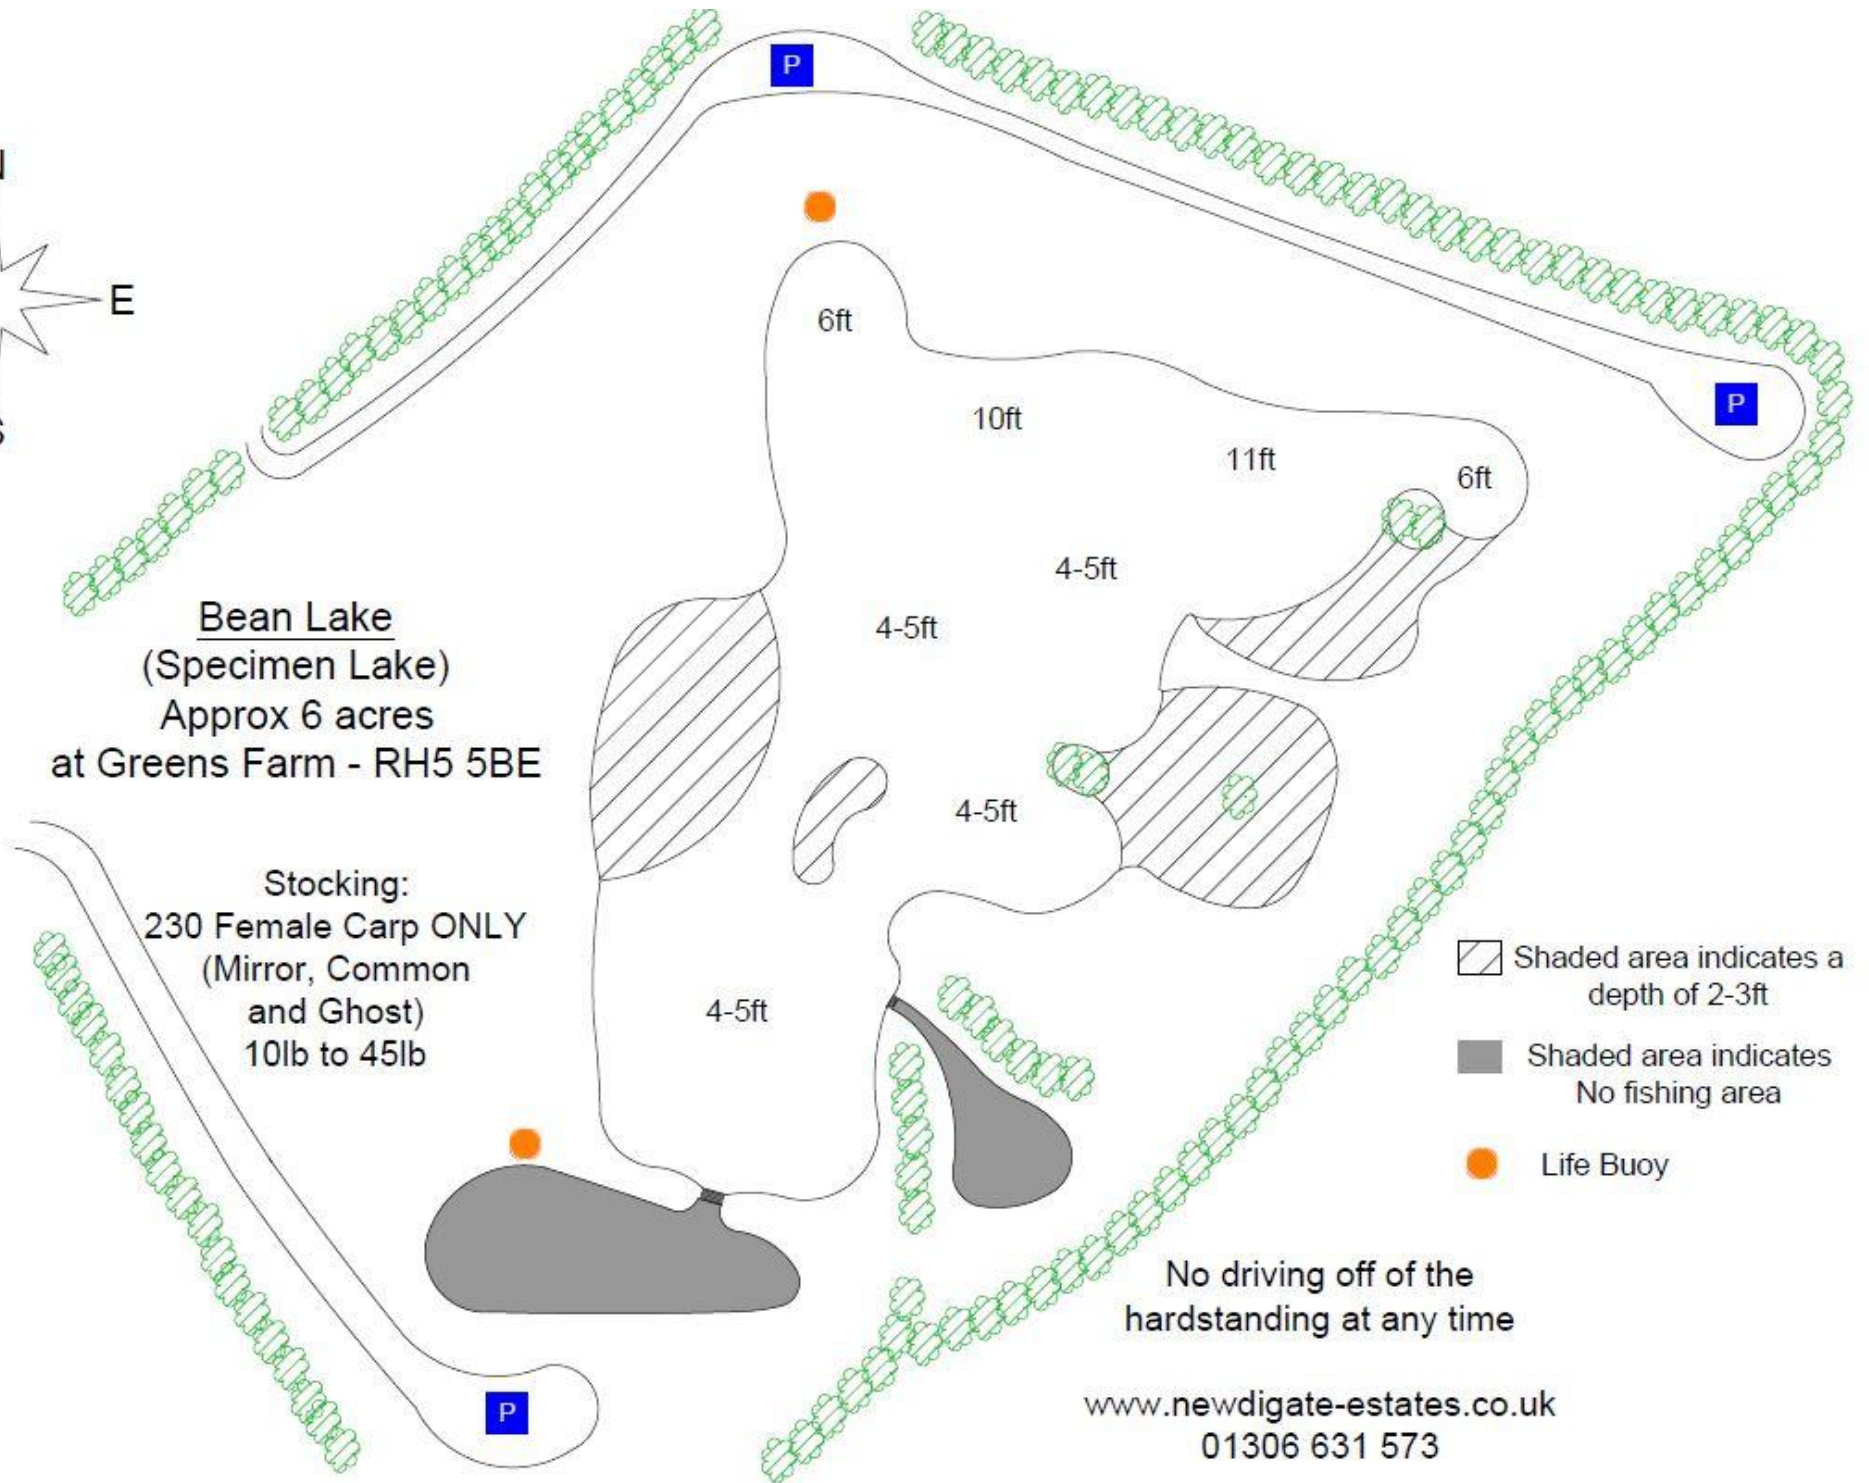 P
N
E
S
6ft
10ft
11ft
6ft
P
4-5ft
4-5ft
Bean Lake
(Specimen Lake)
Approx 6 acres
at Greens Farm - RH5 5BE
4-5ft
Stocking:
230 Female Carp ONLY
(Mirror, Common
and Ghost)
10lb to 45lb
4-5ft
Shaded area indicates a
depth of 2-3ft
Shaded area indicates
No fishing area
Life Buoy
No driving off of the
hardstanding at any time
www.newdigate-estates.co.uk
01306 631 573
P